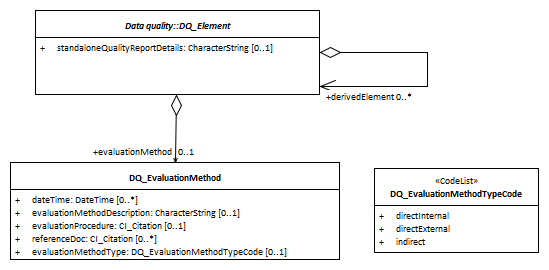 Data quality::DQ_Element
+ standaloneQualityReportDetails: CharacterString [0..1]
+derivedElement 0..*
+evaluationMethod 0..1
DQ_EvaluationMethod
+ dateTime: DateTime [0..*]
+ evaluationMethodDescription: CharacterString [0..1]
+ evaluationProcedure: CI_Citation [0..1]
+ referenceDoc: CI_Citation [0..*]
+ evaluationMethodType: DQ_EvaluationMethodTypeCode [0..1]
«CodeList»
DQ_EvaluationMethodTypeCode
+ directInternal
+ directExternal
+ indirect